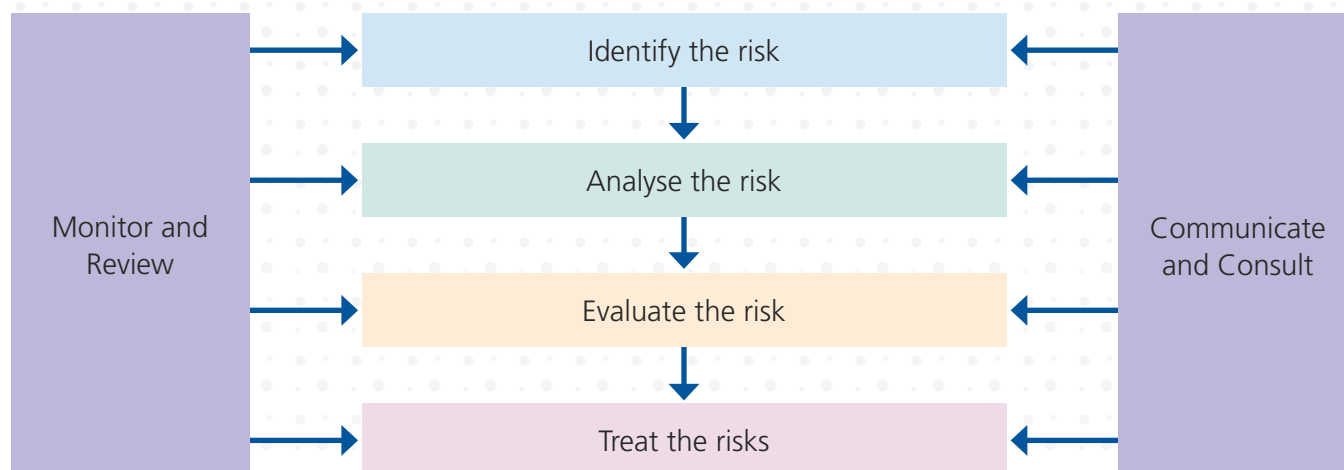 Identify the risk
Analyse the risk
Monitor and
Review
Communicate
and Consult
Evaluate the risk
Treat the risks